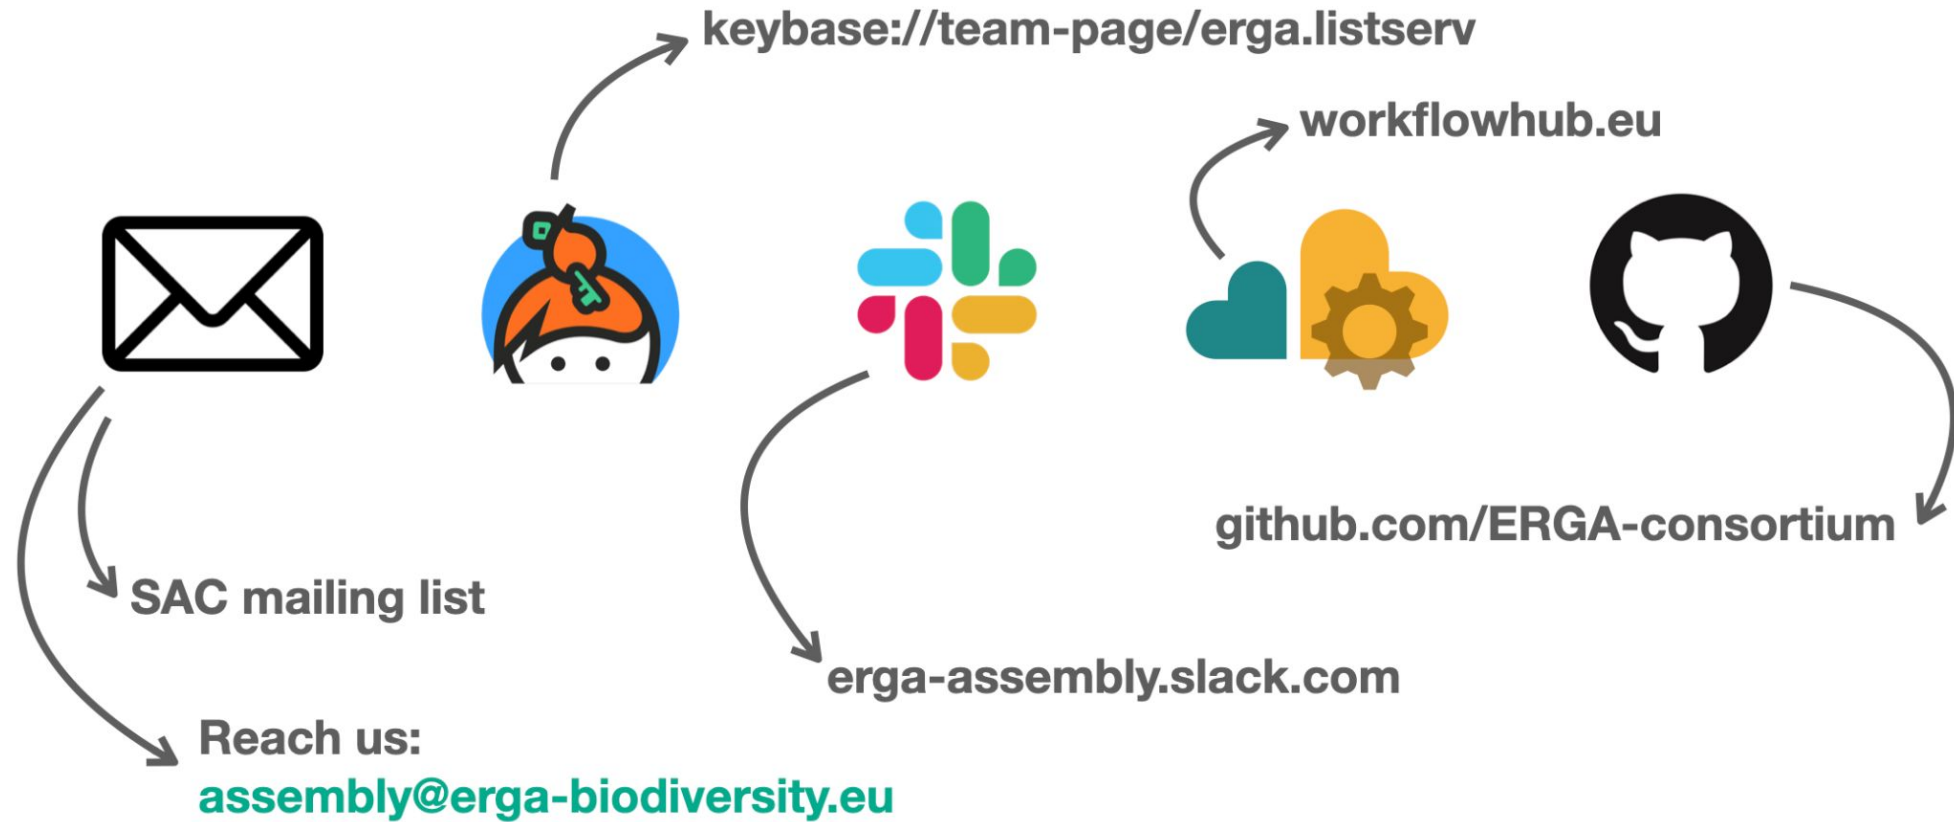 keybase://team-page/erga.listserv
workflowhub.eu
github.com/ERGA-consortium
SAC mailing list
erga-assembly.slack.com
Reach us:
assembly@erga-biodiversity.eu